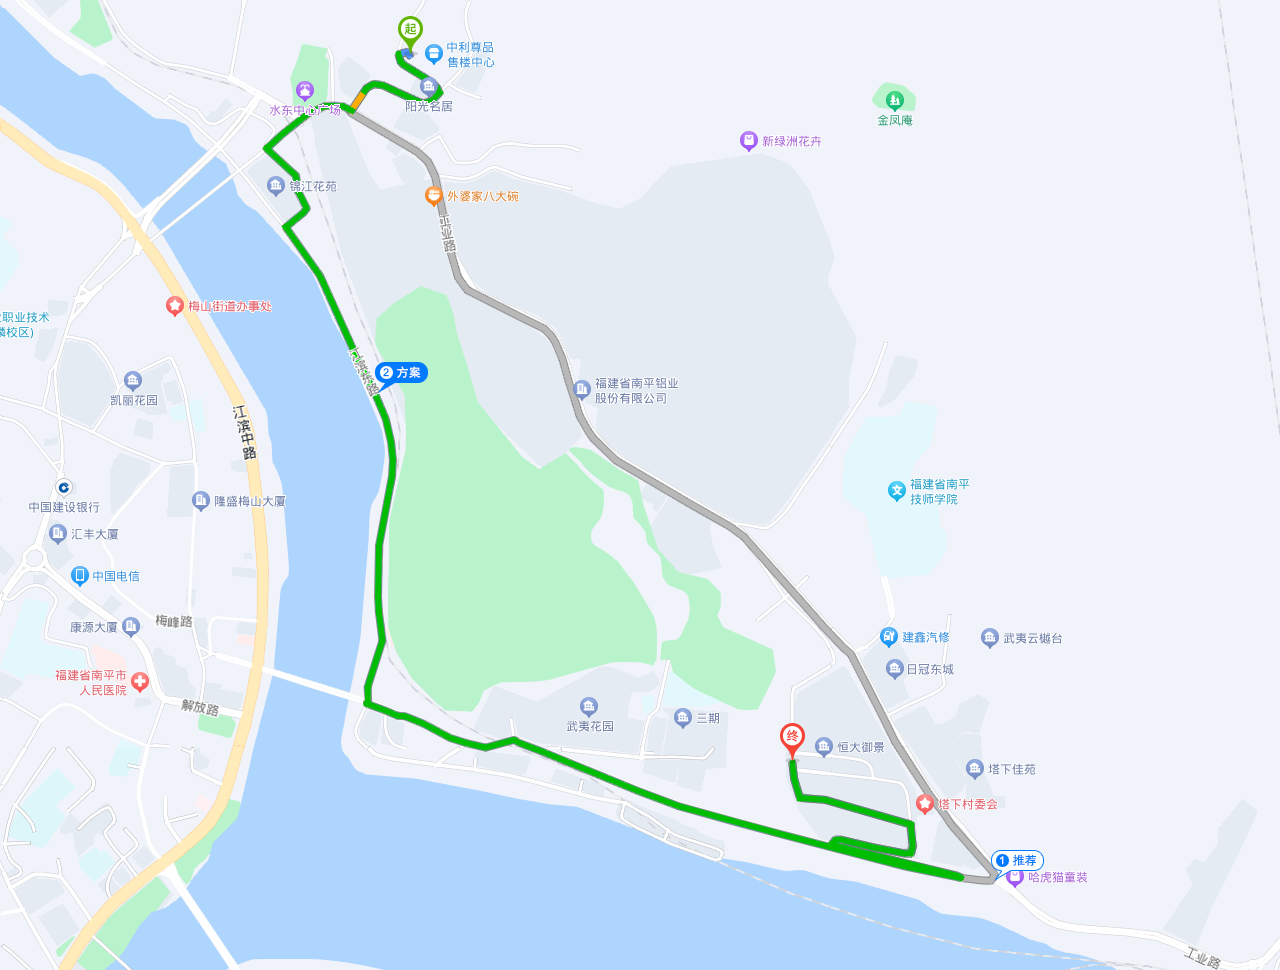 起
中利尊品
售楼中心
阳光名居
水东中心广场
金凤庵
新绿洲花卉
锦江花苑
外婆家八大碗
工业路
梅山街道办事处
职业技术
校区)
江滨东路
2 方案
凯丽花园
福建省南平铝业
股份有限公司
江滨中路
福建省南平
技师学院
中国建设银行
隆盛梅山大厦
汇丰大厦
中国电信
康源大厦
梅峰路
建鑫汽修
武夷云樾台
日冠东城
福建省南平市
人民医院
解放路
武夷花园
三期
终
恒大御景
塔下佳苑
塔下村委会
1 推荐
哈虎猫童装
工业路